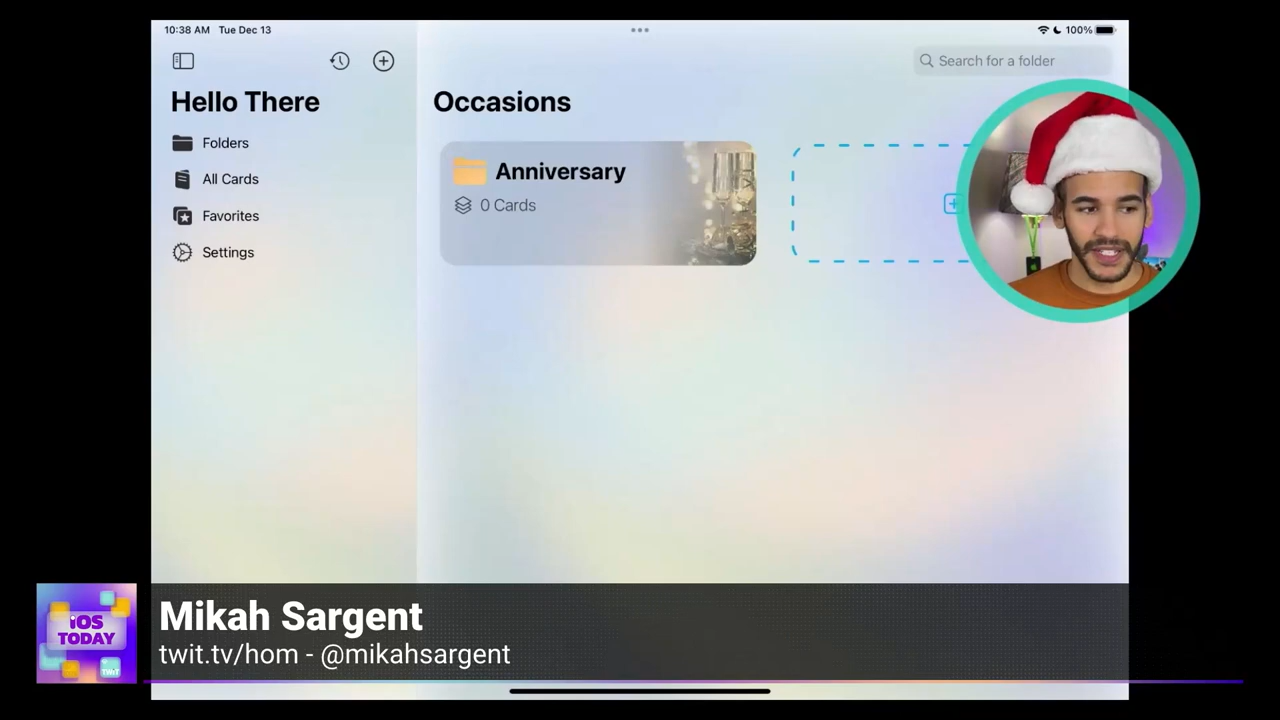 10:38 AM Tue Dec 13
100%
Search for a folder
Hello There
Folders
All Cards
Favorites
Settings
Occasions
Anniversary
0 Cards
iOS
TODAY
TWiT
Mikah Sargent
twit.tv/hom - @mikahsargent